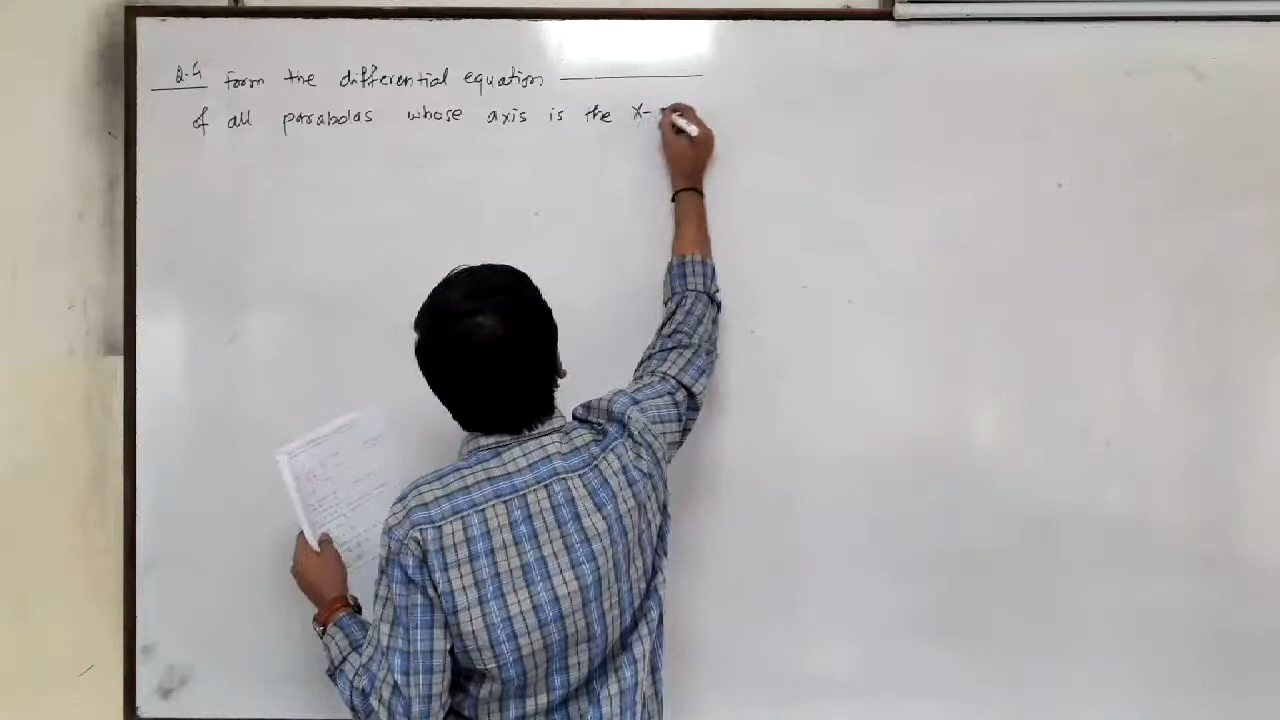 Q.4 form the differential equation
of all parabolas whose axis is the x-